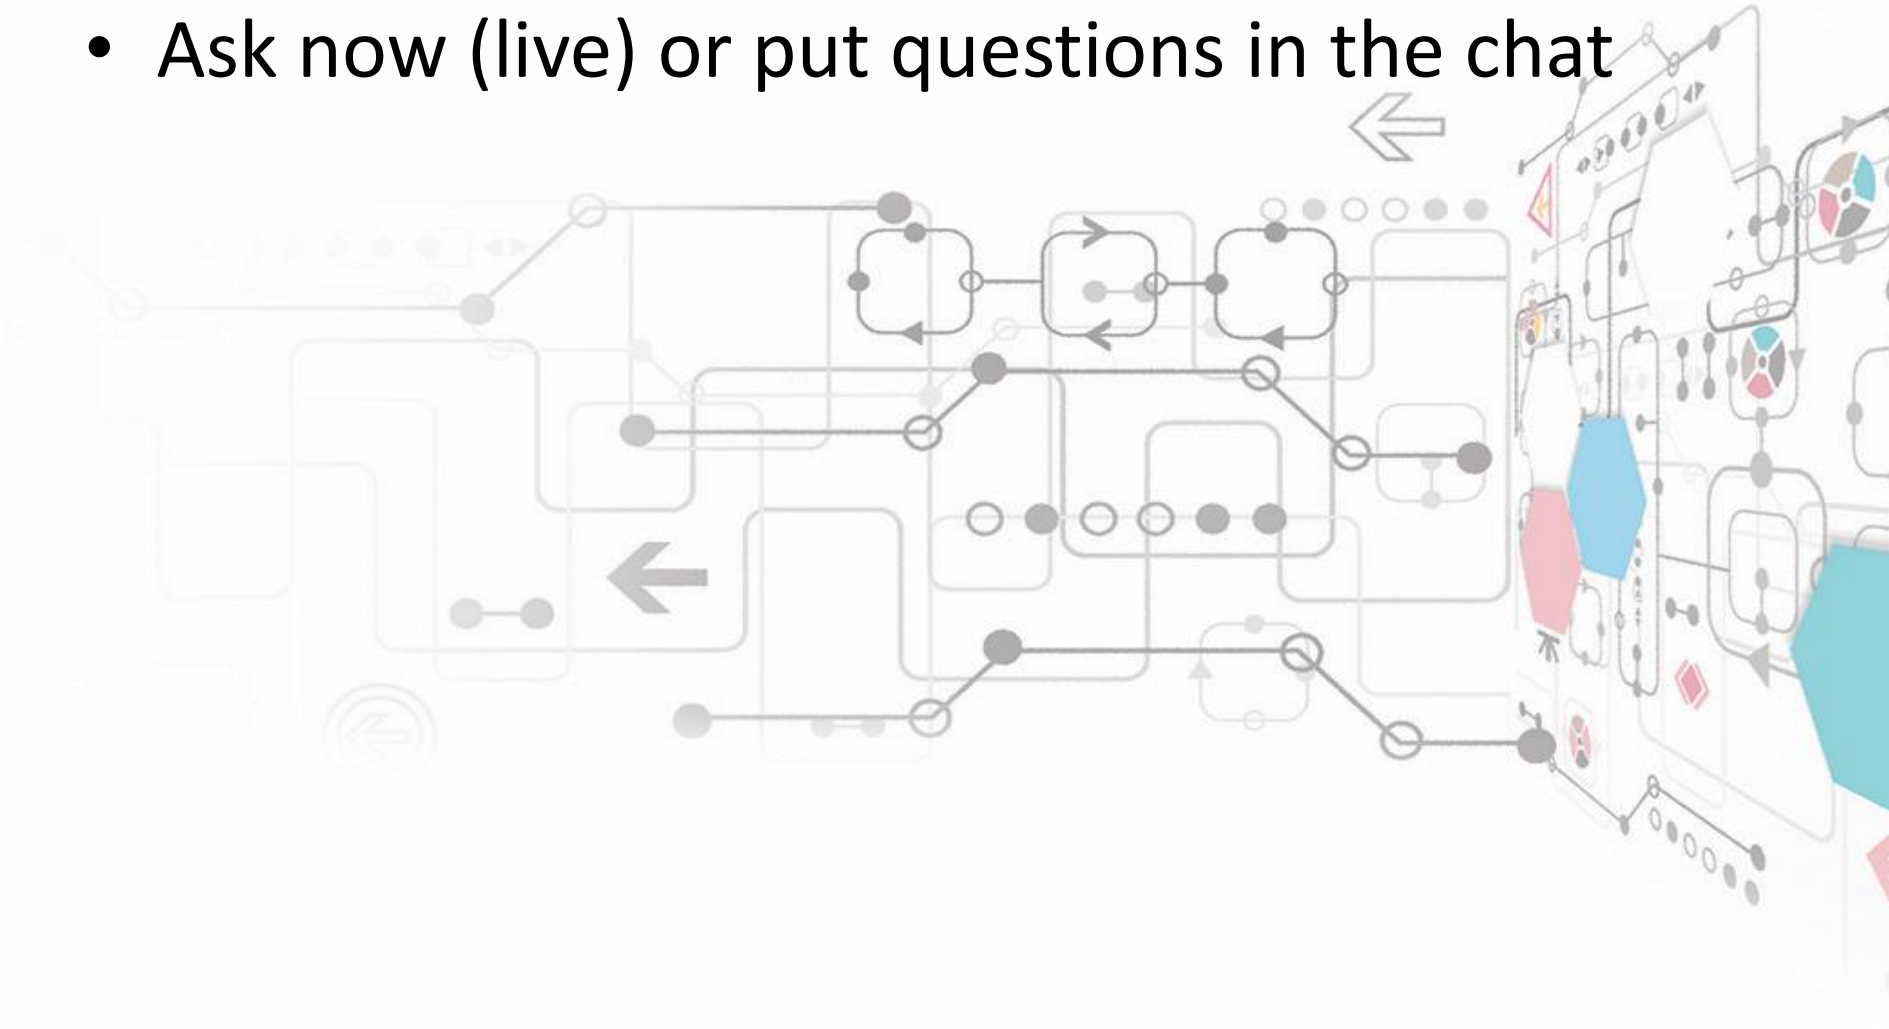 • Ask now (live) or put questions in the chat